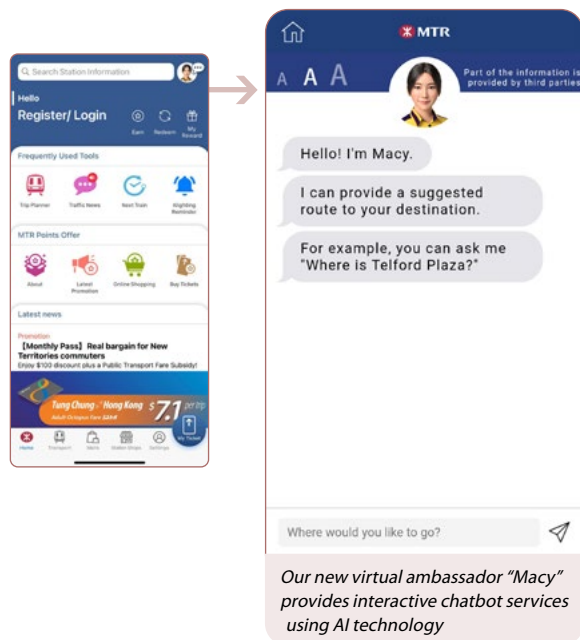 Search Station Information
Hello
Register/ Login
Earn
Redeem
My
Reward
Frequently Used Tools
Trip Planner
Traffic News
Next Train
Alighting
Reminder
MTR Points Offer
About
Latest
Promotion
Online Shopping
Buy Tickets
Latest news
Promotion
【Monthly Pass】Real bargain for New
Territories commuters
Enjoy $100 discount plus a Public Transport Fare Subsidy!
Tung Chung Hong Kong $7.1 per trip
Adult Octopus Fare
My Ticket
Home
Transport
Settings
MTR
A A A
Part of the information is
provided by third parties
Hello! I'm Macy.
I can provide a suggested
route to your destination.
For example, you can ask me
"Where is Telford Plaza?"
Where would you like to go?
Our new virtual ambassador “Macy”
provides interactive chatbot services
using AI technology